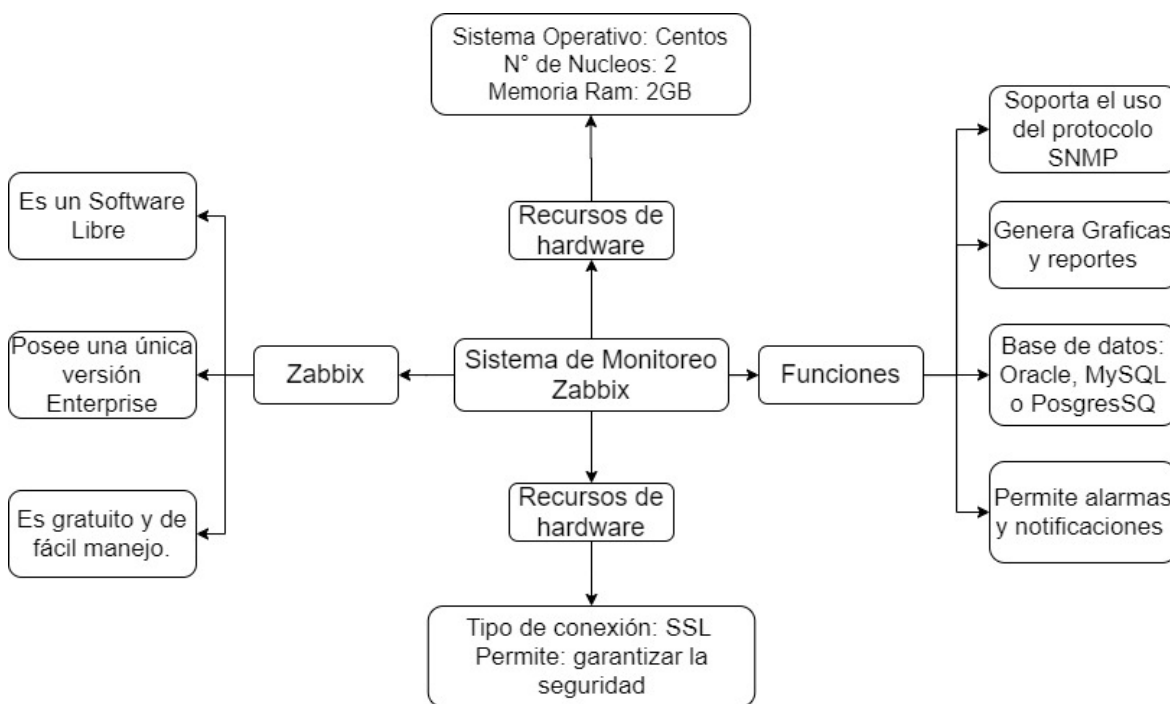 Sistema Operativo: Centos
N° de Nucleos: 2
Memoria Ram: 2GB
Soporta el uso
del protocolo
SNMP
Es un Software
Libre
Recursos de
hardware
Genera Graficas
y reportes
Posee una única
versión
Enterprise
Zabbix
Sistema de Monitoreo
Zabbix
Funciones
Base de datos:
Oracle, MySQL
o PosgresSQ
Es gratuito y de
fácil manejo.
Recursos de
hardware
Permite alarmas
y notificaciones
Tipo de conexión: SSL
Permite: garantizar la
seguridad